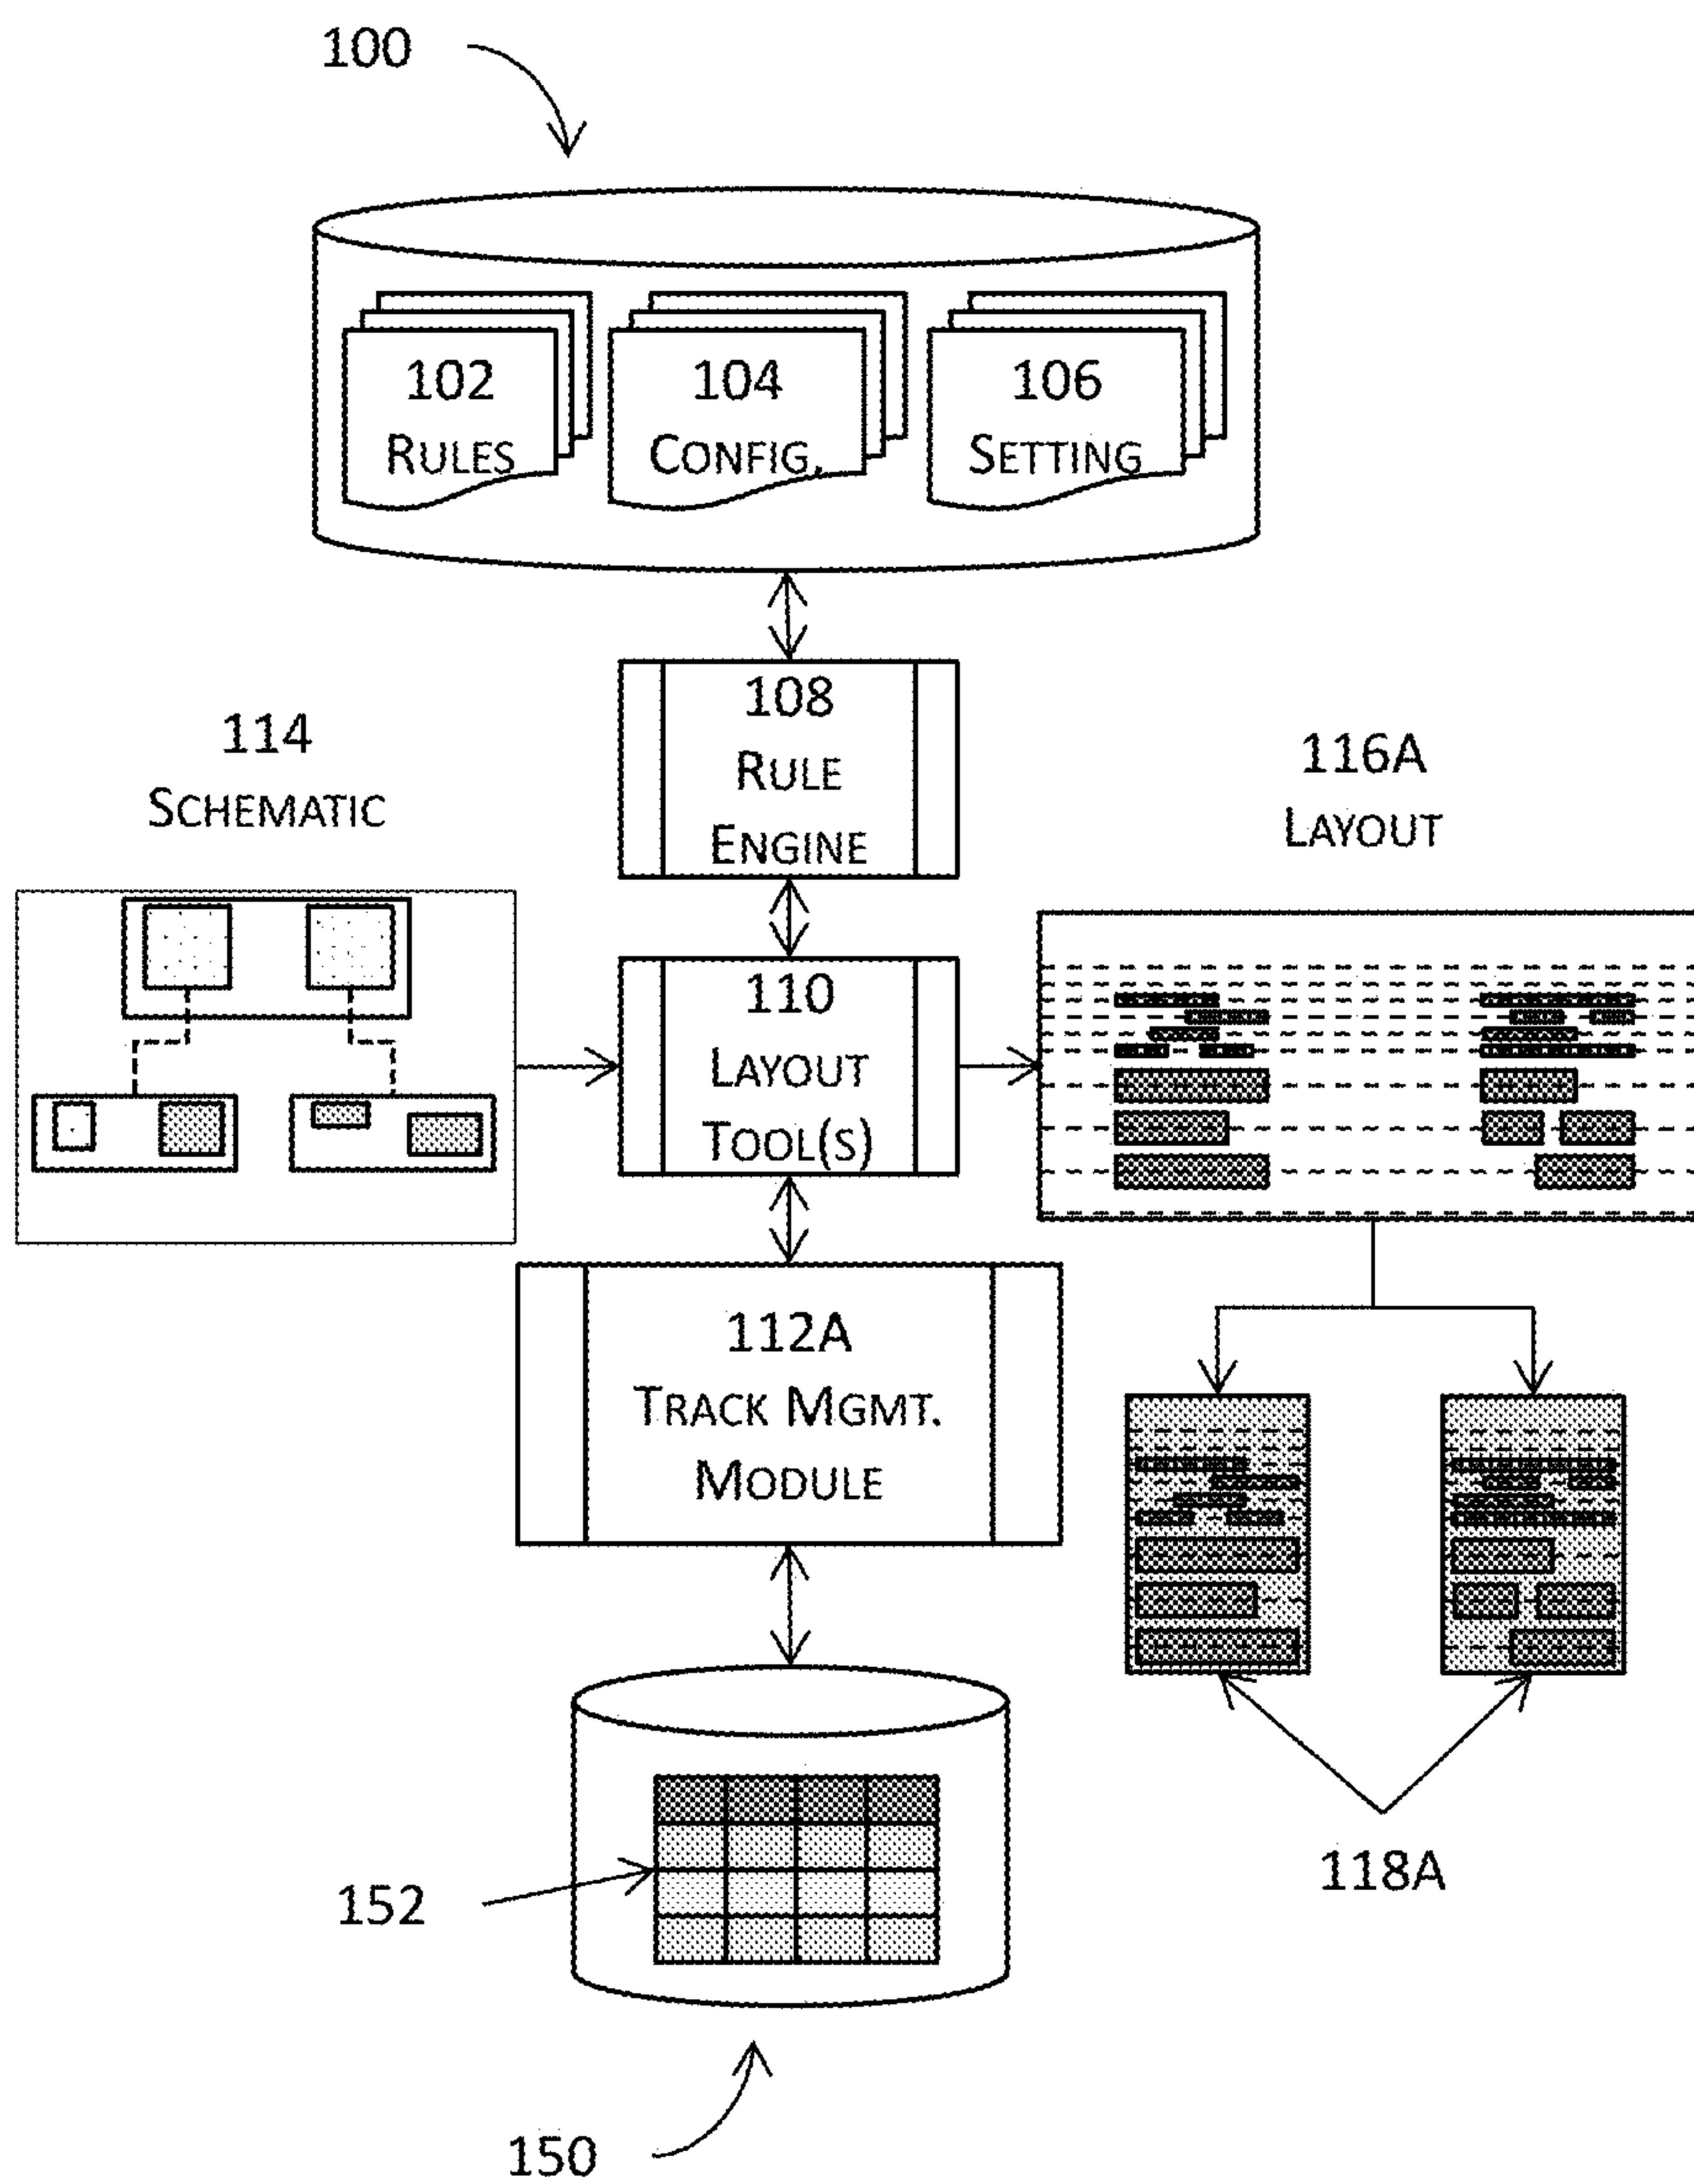 100
102
RULES
104
CONFIG.
106
SETTING
108
RULE
ENGINE
114
SCHEMATIC
116A
LAYOUT
110
LAYOUT
TOOL(S)
112A
TRACK MGMT.
MODULE
118A
152
150